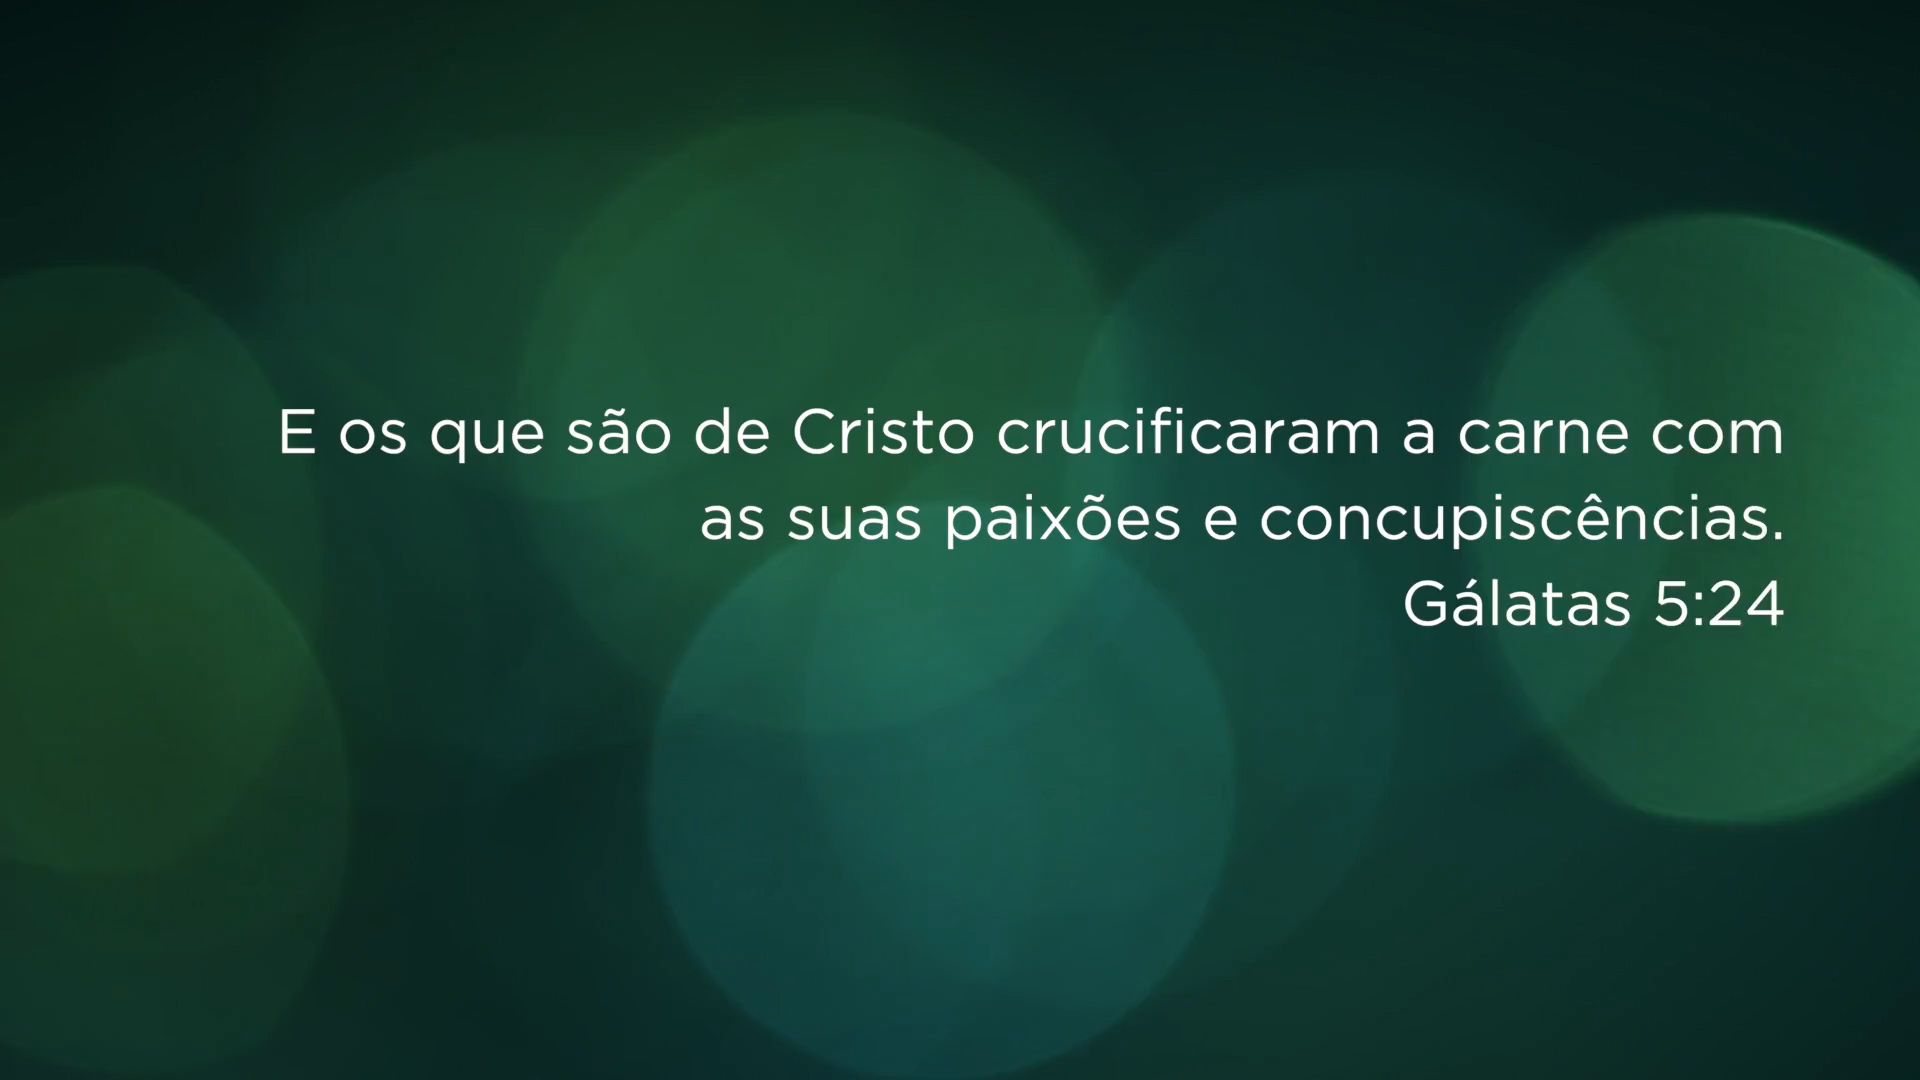 E os que são de Cristo crucificaram a carne com
as suas paixões e concupiscências.
Gálatas 5:24